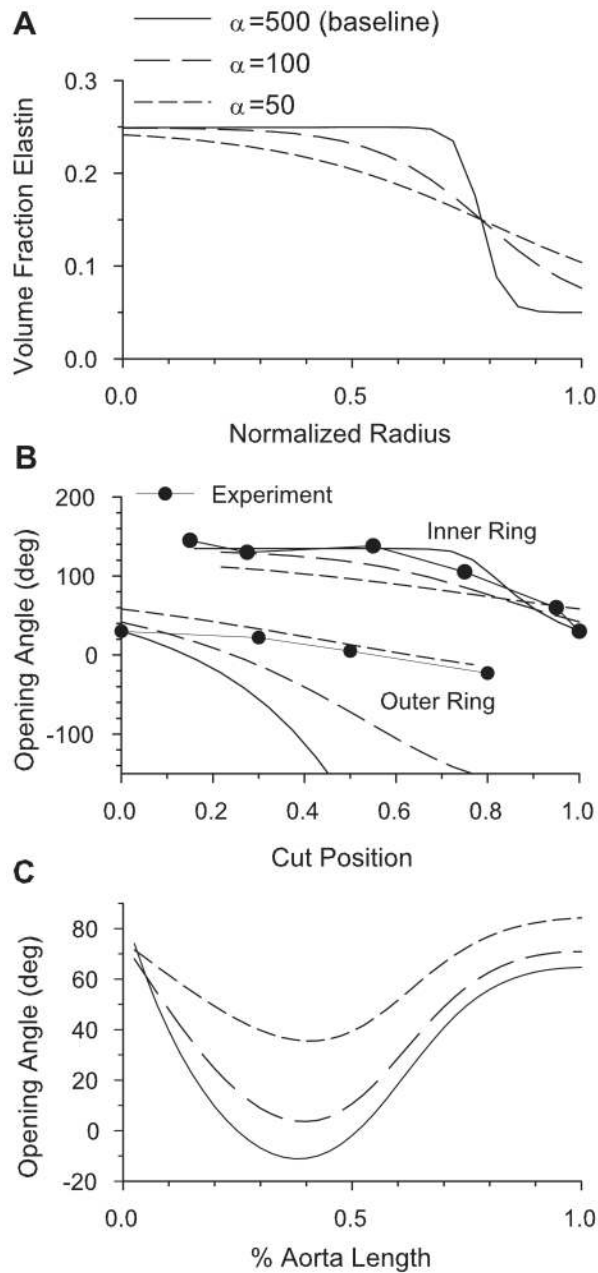 A
α=500 (baseline)
α=100
α=50
0.3
0.2
0.1
0.0
Volume Fraction Elastin
0.0 0.5 1.0
Normalized Radius
B
Experiment
200
100
0
-100
Opening Angle (deg)
Inner Ring
Outer Ring
0.0 0.2 0.4 0.6 0.8 1.0
Cut Position
C
80
60
40
20
0
-20
Opening Angle (deg)
0.0 0.5 1.0
% Aorta Length